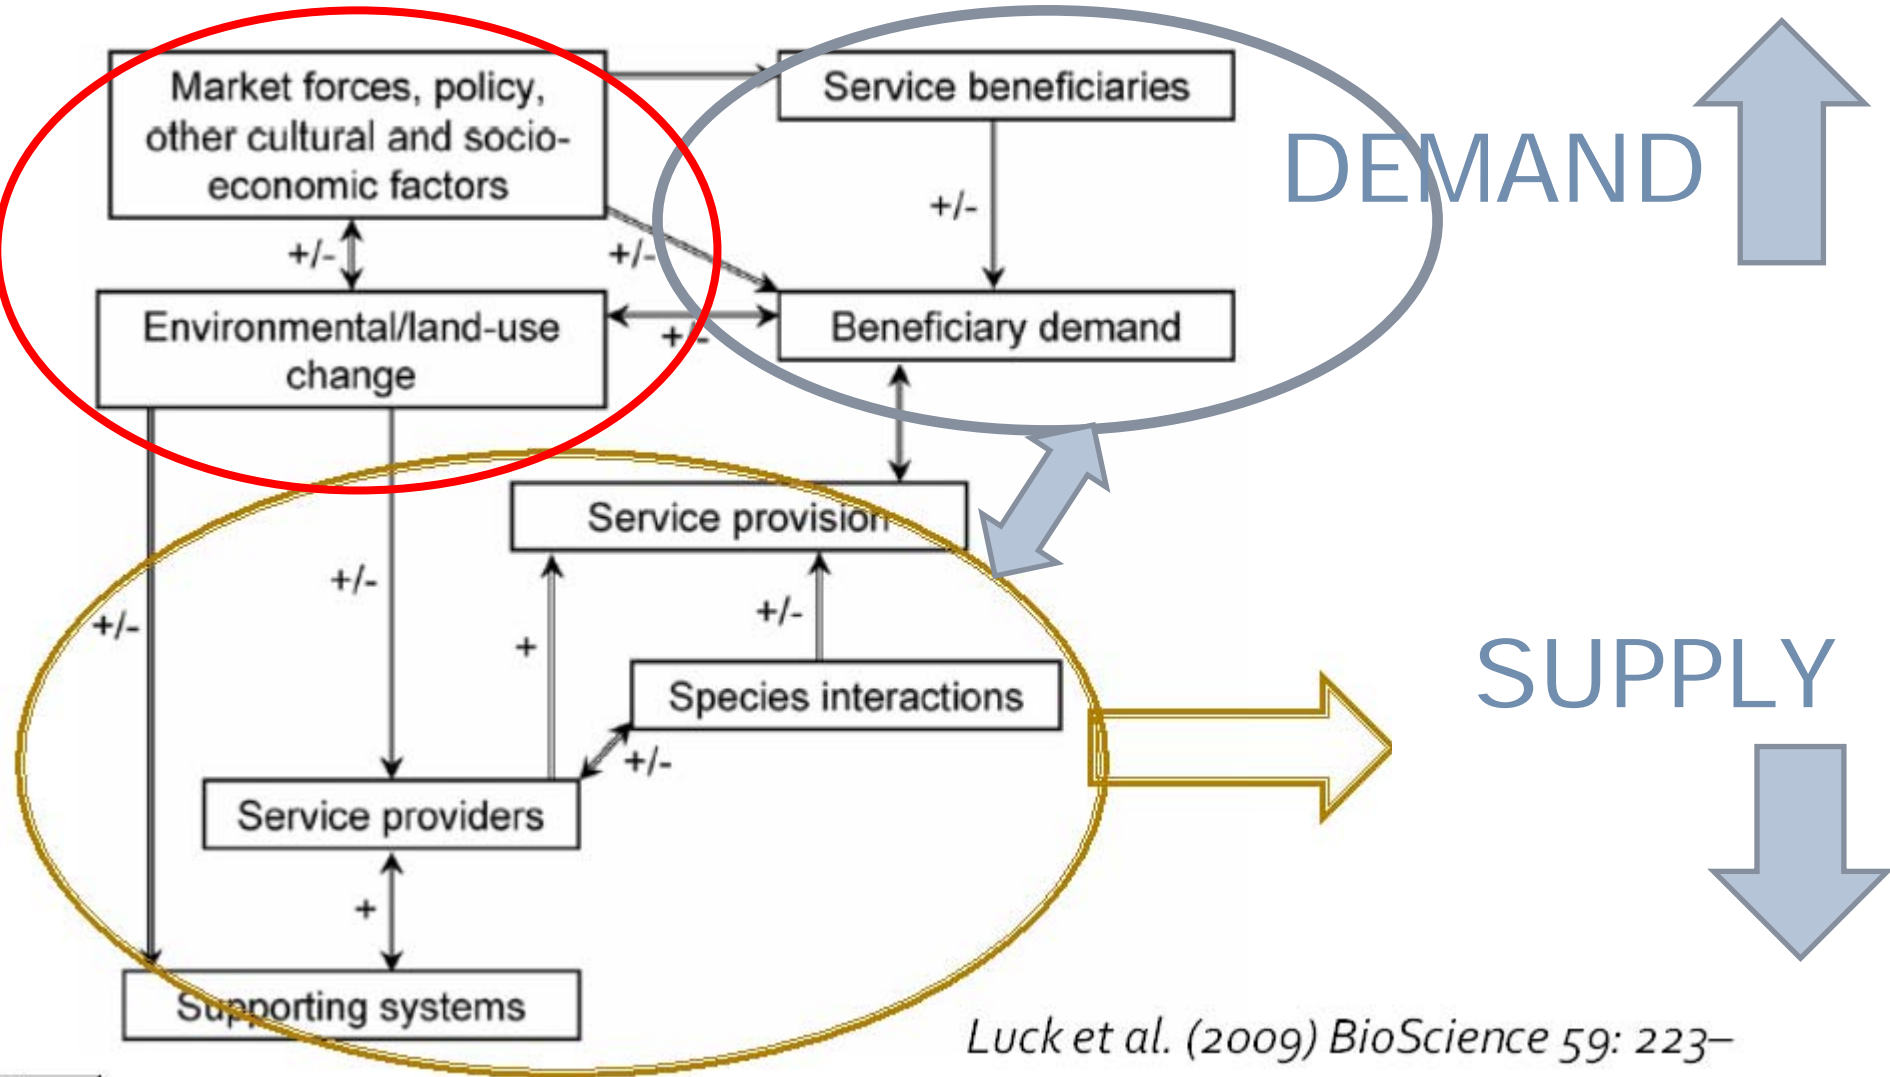 Market forces, policy,
other cultural and socio-
economic factors
Service beneficiaries
DEMAND
+/-
+/-
+/-
Environmental/land-use
change
+/-
Beneficiary demand
Service provision
+/-
+/-
+
+/-
Species interactions
+/-
SUPPLY
Service providers
+
Supporting systems
Luck et al. (2009) BioScience 59: 223–